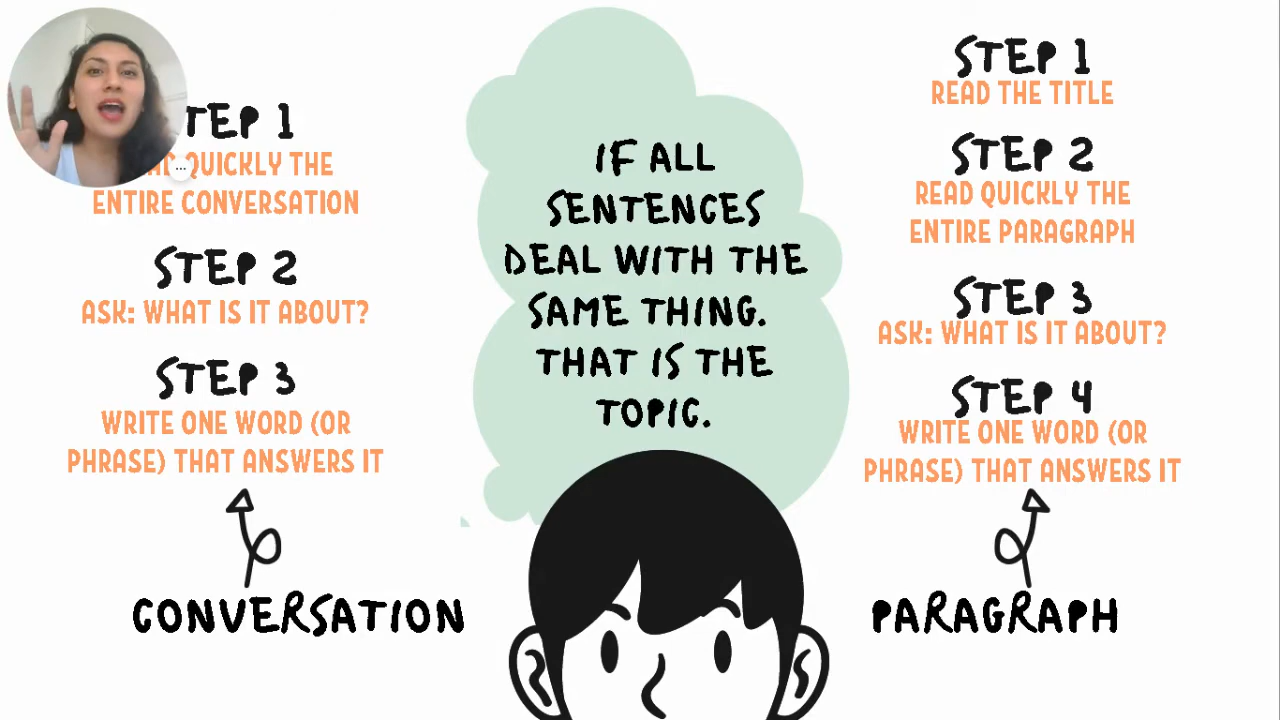 TEP 1
QUICKLY THE
ENTIRE CONVERSATION
STEP 2
ASK: WHAT IS IT ABOUT?
STEP 3
WRITE ONE WORD (OR
PHRASE) THAT ANSWERS IT
CONVERSATION
IF ALL
SENTENCES
DEAL WITH THE
SAME THING.
THAT IS THE
TOPIC.
STEP 1
READ THE TITLE
STEP 2
READ QUICKLY THE
ENTIRE PARAGRAPH
STEP 3
ASK: WHAT IS IT ABOUT?
STEP 4
WRITE ONE WORD (OR
PHRASE) THAT ANSWERS IT
PARAGRAPH